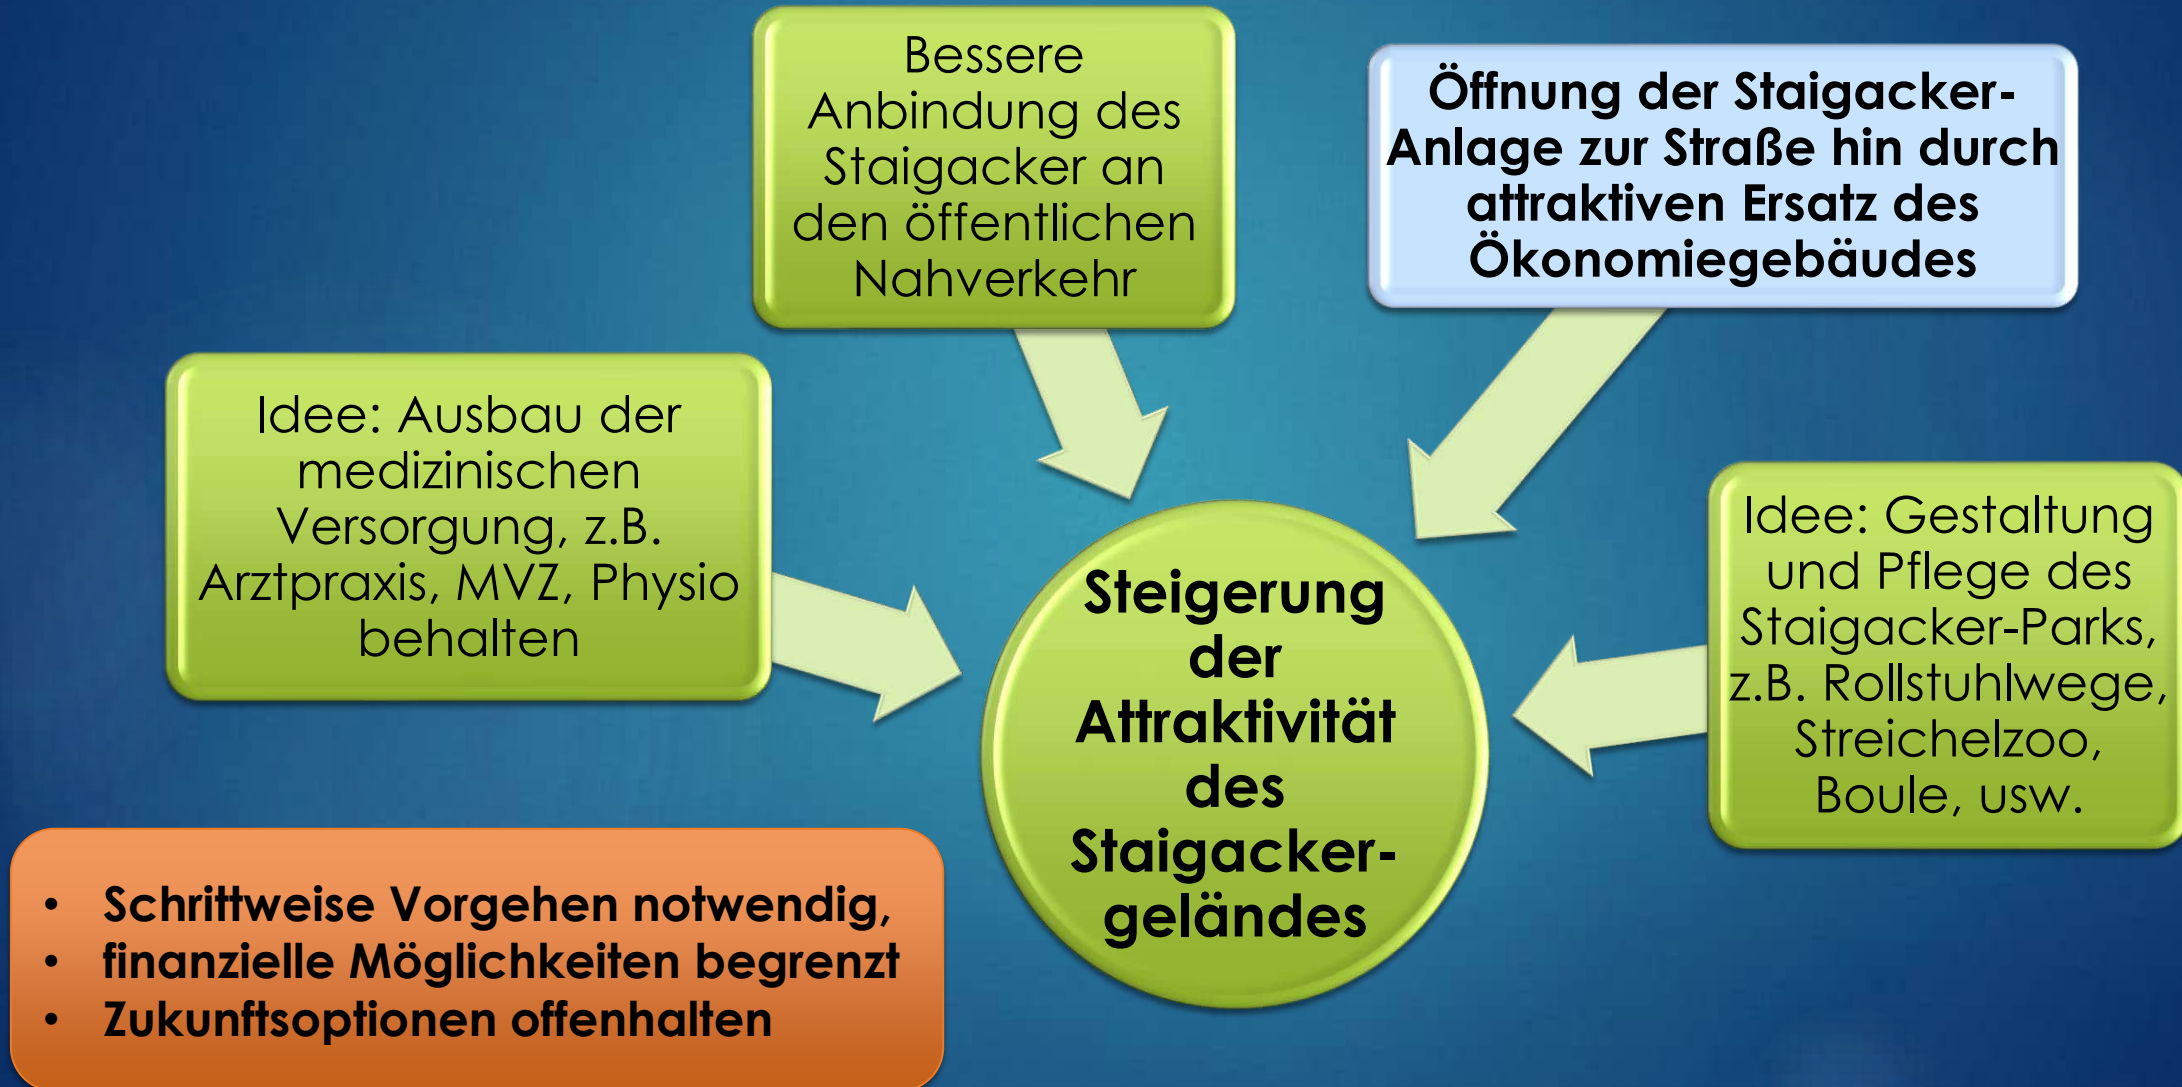 Bessere
Anbindung des
Staigacker an
den öffentlichen
Nahverkehr
Öffnung der Staigacker-
Anlage zur Straße hin durch
attraktiven Ersatz des
Ökonomiegebäudes
Idee: Ausbau der
medizinischen
Versorgung, z.B.
Arztpraxis, MVZ, Physio
behalten
Idee: Gestaltung
und Pflege des
Staigacker-Parks,
z.B. Rollstuhlwege,
Streichelzoo,
Boule, usw.
Steigerung
der
Attraktivität
des
Staigacker-
geländes
• Schrittweise Vorgehen notwendig,
• finanzielle Möglichkeiten begrenzt
• Zukunftsoptionen offenhalten